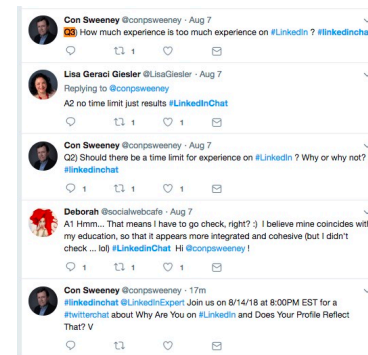 Con Sweeney @conpsweeney · Aug 7
Q3) How much experience is too much experience on #LinkedIn ? #linkedincha
1 1
Lisa Geraci Giesler @LisaGiesler · Aug 7
Replying to @conpsweeney
A2 no time limit just results #LinkedInChat
1 1
Con Sweeney @conpsweeney · Aug 7
Q2) Should there be a time limit for experience on #LinkedIn ? Why or why not?
#linkedinchat
1 1 1
Deborah @socialwebcafe · Aug 7
A1 Hmm... That means I have to go check, right? :) I believe mine coincides with
my education, so that it appears more integrated and cohesive (but I didn't
check ... lol) #LinkedInChat Hi @conpsweeney !
1 1 1
Con Sweeney @conpsweeney · 17m
#linkedinchat @LinkedInExpert Join us on 8/14/18 at 8:00PM EST for a
#twitterchat about Why Are You on #LinkedIn and Does Your Profile Reflect
That? V